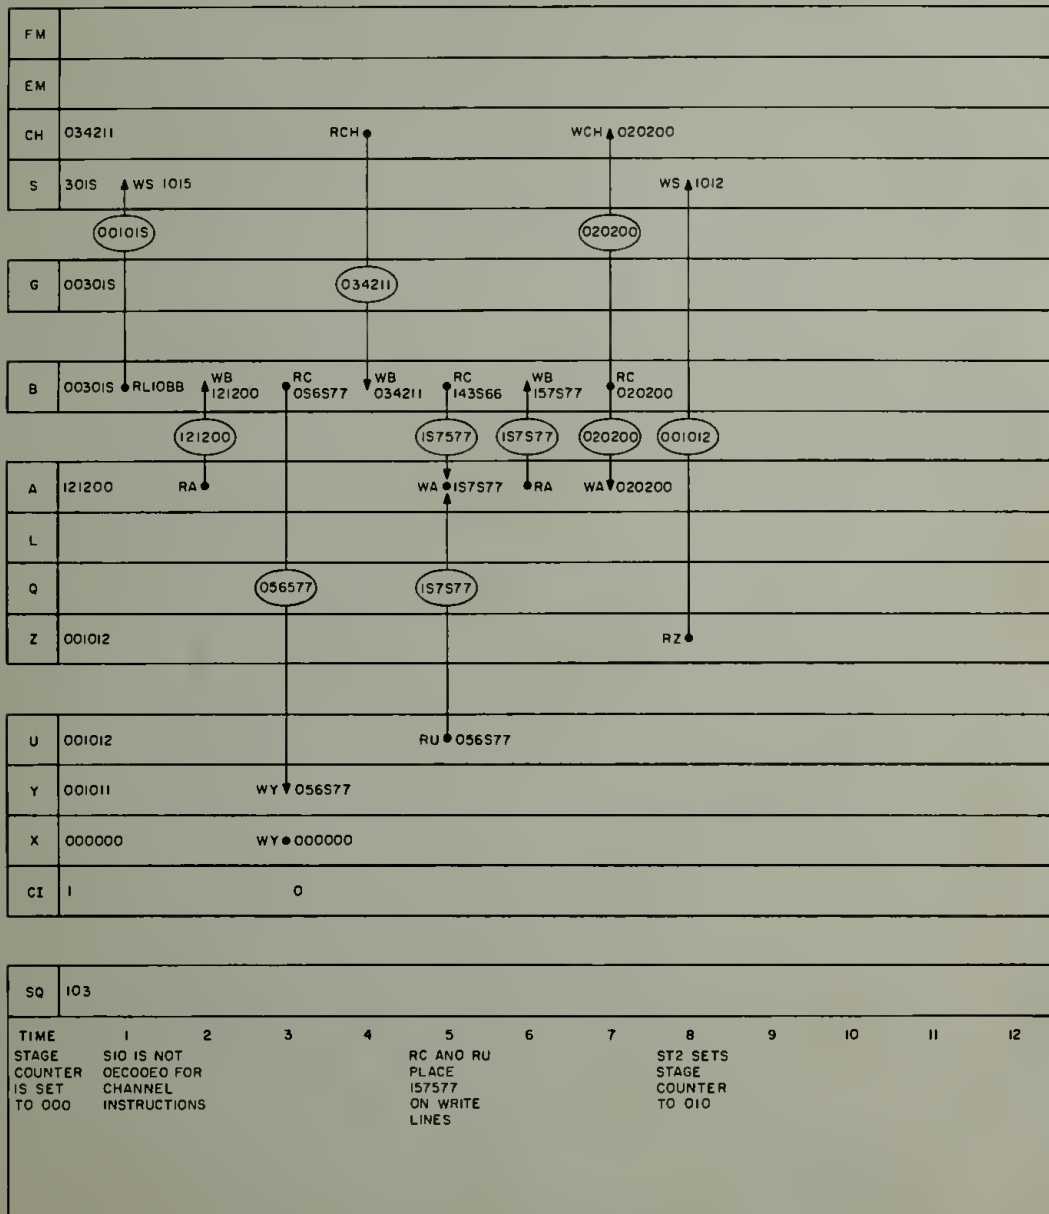 FM
EM
CH 034211 RCH WCH 020200
S 3015 WS 1015 WS 1012
001015 020200
G 003015 034211
B 003015 RL10BB WB 121200 RC 056577 WB 034211 RC 143566 WB 157577 RC 020200
121200 157577 157577 020200 001012
A 121200 RA WA 157577 RA WA 020200
L
Q 056577 157577
Z 001012 RZ
U 001012 RU 056577
Y 001011 WY 056577
X 000000 WY 000000
CI 1 0
SQ 103
TIME 1 2 3 4 5 6 7 8 9 10 11 12
STAGE
COUNTER
IS SET
TO 000
S10 IS NOT
DECODED FOR
CHANNEL
INSTRUCTIONS
RC AND RU
PLACE
157577
ON WRITE
LINES
ST2 SETS
STAGE
COUNTER
TO 010